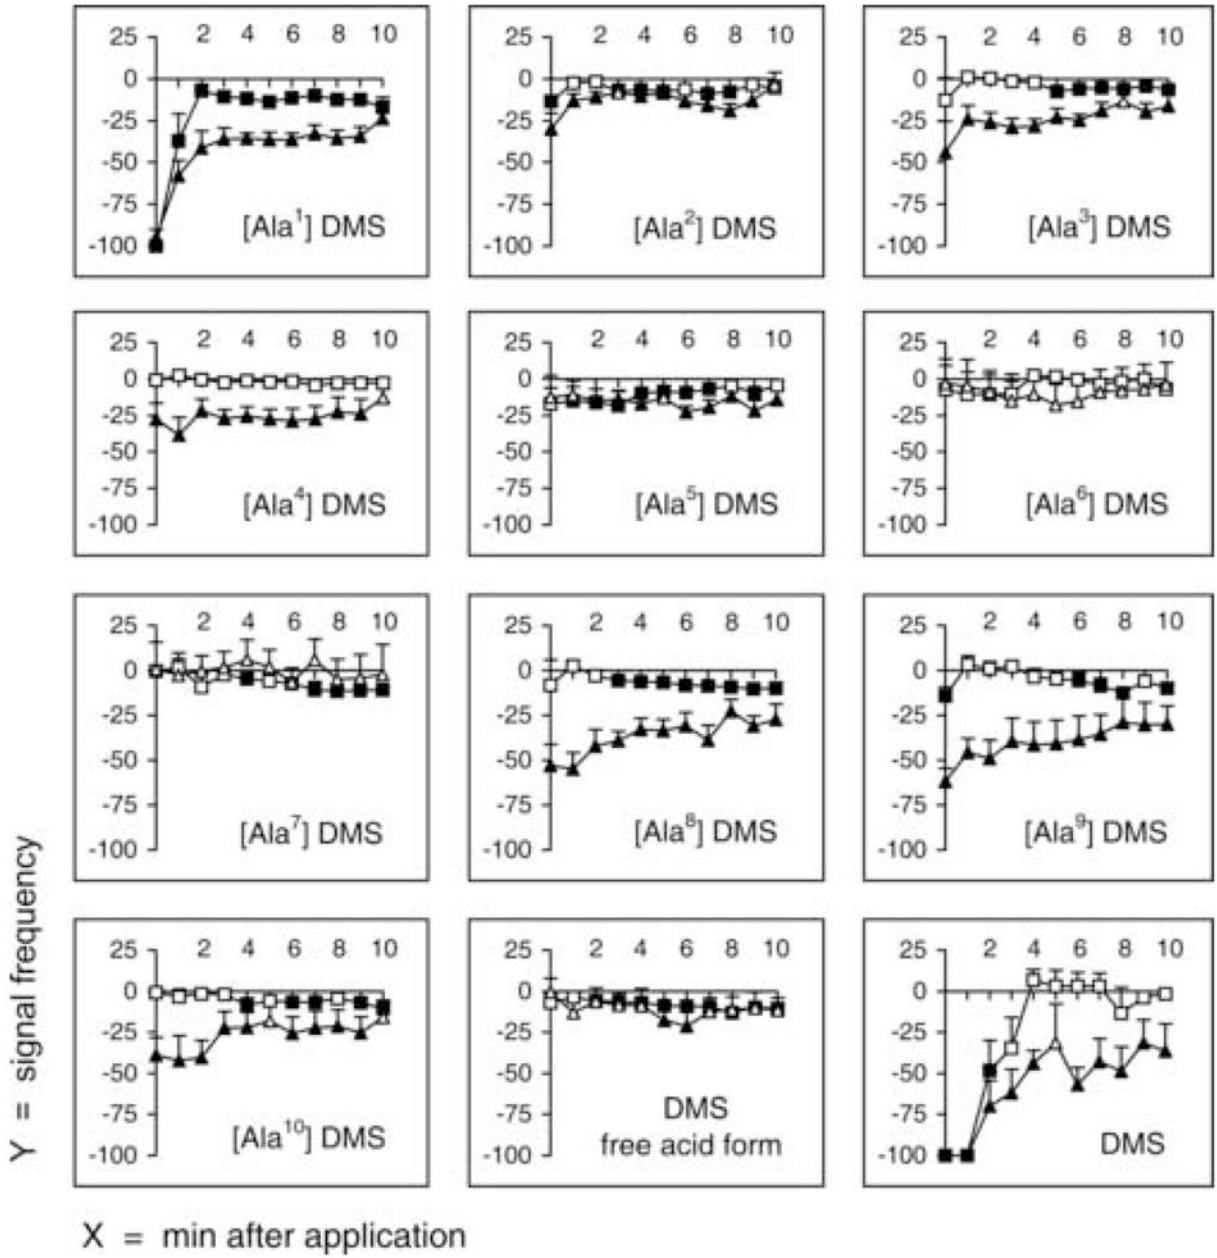 25 2 4 6 8 10
0
-25
-50
-75
-100
[Ala¹] DMS
25 2 4 6 8 10
0
-25
-50
-75
-100
[Ala²] DMS
25 2 4 6 8 10
0
-25
-50
-75
-100
[Ala³] DMS
25 2 4 6 8 10
0
-25
-50
-75
-100
[Ala⁴] DMS
25 2 4 6 8 10
0
-25
-50
-75
-100
[Ala⁵] DMS
25 2 4 6 8 10
0
-25
-50
-75
-100
[Ala⁶] DMS
25 2 4 6 8 10
0
-25
-50
-75
-100
[Ala⁷] DMS
25 2 4 6 8 10
0
-25
-50
-75
-100
[Ala⁸] DMS
25 2 4 6 8 10
0
-25
-50
-75
-100
[Ala⁹] DMS
25 2 4 6 8 10
0
-25
-50
-75
-100
[Ala¹⁰] DMS
25 2 4 6 8 10
0
-25
-50
-75
-100
DMS
free acid form
25 2 4 6 8 10
0
-25
-50
-75
-100
DMS
Y = signal frequency
X = min after application